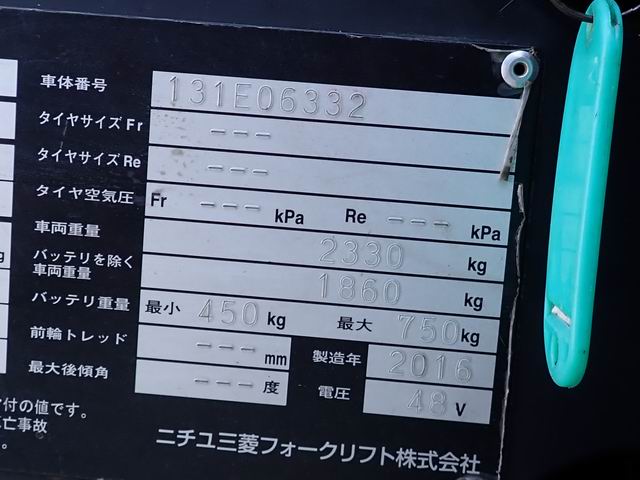 車体番号 131E06332
タイヤサイズ Fr ---
タイヤサイズ Re ---
タイヤ空気圧 Fr --- kPa Re --- kPa
車両重量 2330 kg
バッテリを除く
車両重量 1860 kg
バッテリ重量 最小 450 kg 最大 750 kg
前輪トレッド --- mm 製造年 2016
最大後傾角 --- 度 電圧 48 V
付の値です。
亡事故
。
ニチユ三菱フォークリフト株式会社
g